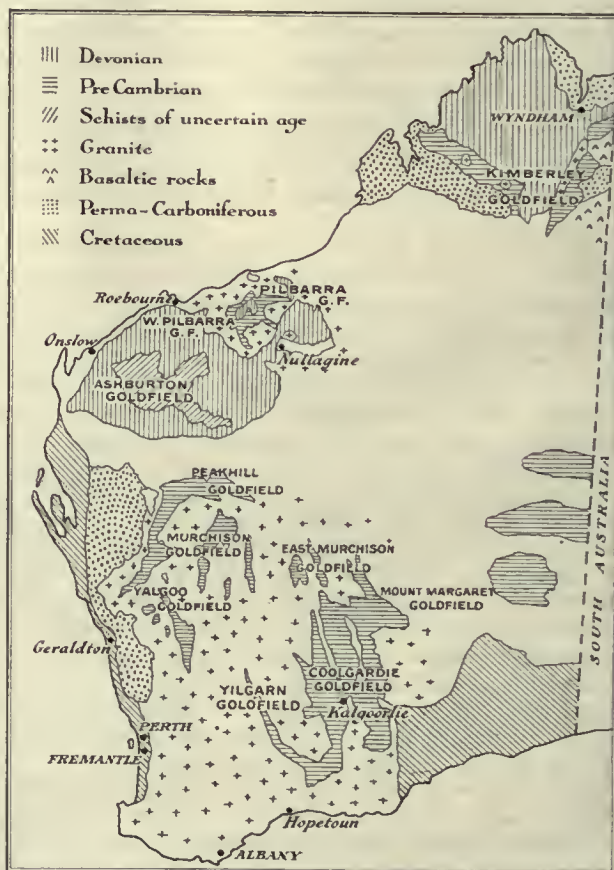 Devonian
Pre Cambrian
Schists of uncertain age
Granite
Basaltic rocks
Perma-Carboniferous
Cretaceous
WYNDHAM
KIMBERLEY
GOLDFIELD
Roebourne
PILBARRA
G.F.
W. PILBARRA
G.F.
Onslow
Nullagine
ASHBURTON
GOLDFIELD
PEAKHILL
GOLDFIELD
MURCHISON
GOLDFIELD
EAST MURCHISON
GOLDFIELD
YALGOO
GOLDFIELD
MOUNT MARGARET
GOLDFIELD
SOUTH AUSTRALIA
Geraldton
COOLGARDIE
GOLDFIELD
YILGARN
GOLDFIELD
Kalgoorlie
PERTH
FREMANTLE
Hopetoun
ALBANY